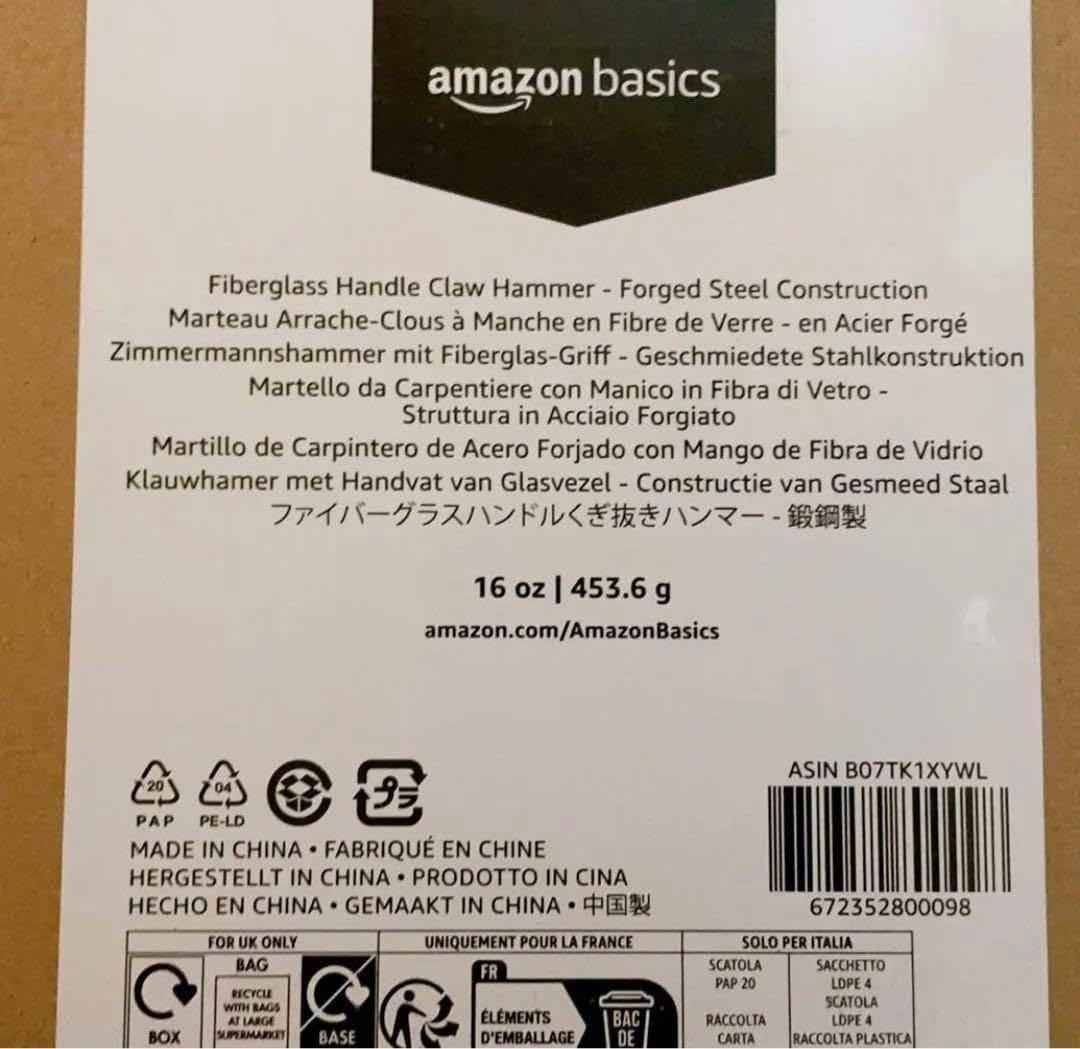 amazon basics
Fiberglass Handle Claw Hammer - Forged Steel Construction
Marteau Arrache-Clous à Manche en Fibre de Verre - en Acier Forgé
Zimmermannshammer mit Fiberglas-Griff - Geschmiedete Stahlkonstruktion
Martello da Carpentiere con Manico in Fibra di Vetro -
Struttura in Acciaio Forgiato
Martillo de Carpintero de Acero Forjado con Mango de Fibra de Vidrio
Klauwhamer met Handvat van Glasvezel - Constructie van Gesmeed Staal
ファイバーグラスハンドルくぎ抜きハンマー - 鍛鋼製
16 oz | 453.6 g
amazon.com/AmazonBasics
20
PAP
04
PE-LD
プラ
ASIN B07TK1XYWL
672352800098
MADE IN CHINA • FABRIQUÉ EN CHINE
HERGESTELLT IN CHINA • PRODOTTO IN CINA
HECHO EN CHINA • GEMAAKT IN CHINA • 中国製
FOR UK ONLY
BOX
BAG
RECYCLE
WITH BAGS
AT LARGE
SUPERMARKET
BASE
UNIQUEMENT POUR LA FRANCE
FR
ÉLÉMENTS
D'EMBALLAGE
BAC
DE
SOLO PER ITALIA
SCATOLA
PAP 20
RACCOLTA
CARTA
SACCHETTO
LDPE 4
SCATOLA
LDPE 4
RACCOLTA PLASTICA